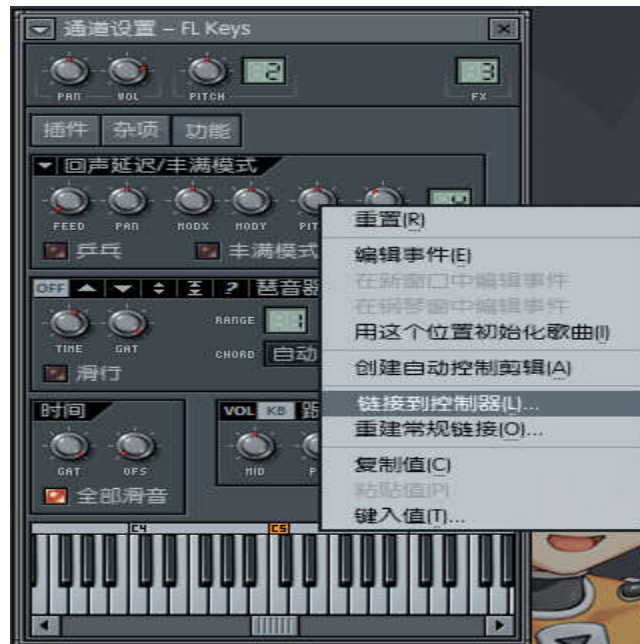 通道设置 – FL Keys
PAN VOL PITCH 2 3 FX
插件 杂项 功能
回声延迟/丰满模式
FEED PAN MODX MODY
乒乓 丰满模式
OFF ? 琶音器
TIME GAT RANGE 1
CHORD 自动
滑行
时间 VOL KB
GAT OFS MID
全部滑音
C4 C5
重置(R)
编辑事件(E)
在新窗口中编辑事件
在钢琴窗中编辑事件
用这个位置初始化歌曲(I)
创建自动控制剪辑(A)
链接到控制器(L)...
重建常规链接(O)...
复制值(C)
粘贴值(P)
键入值(T)...